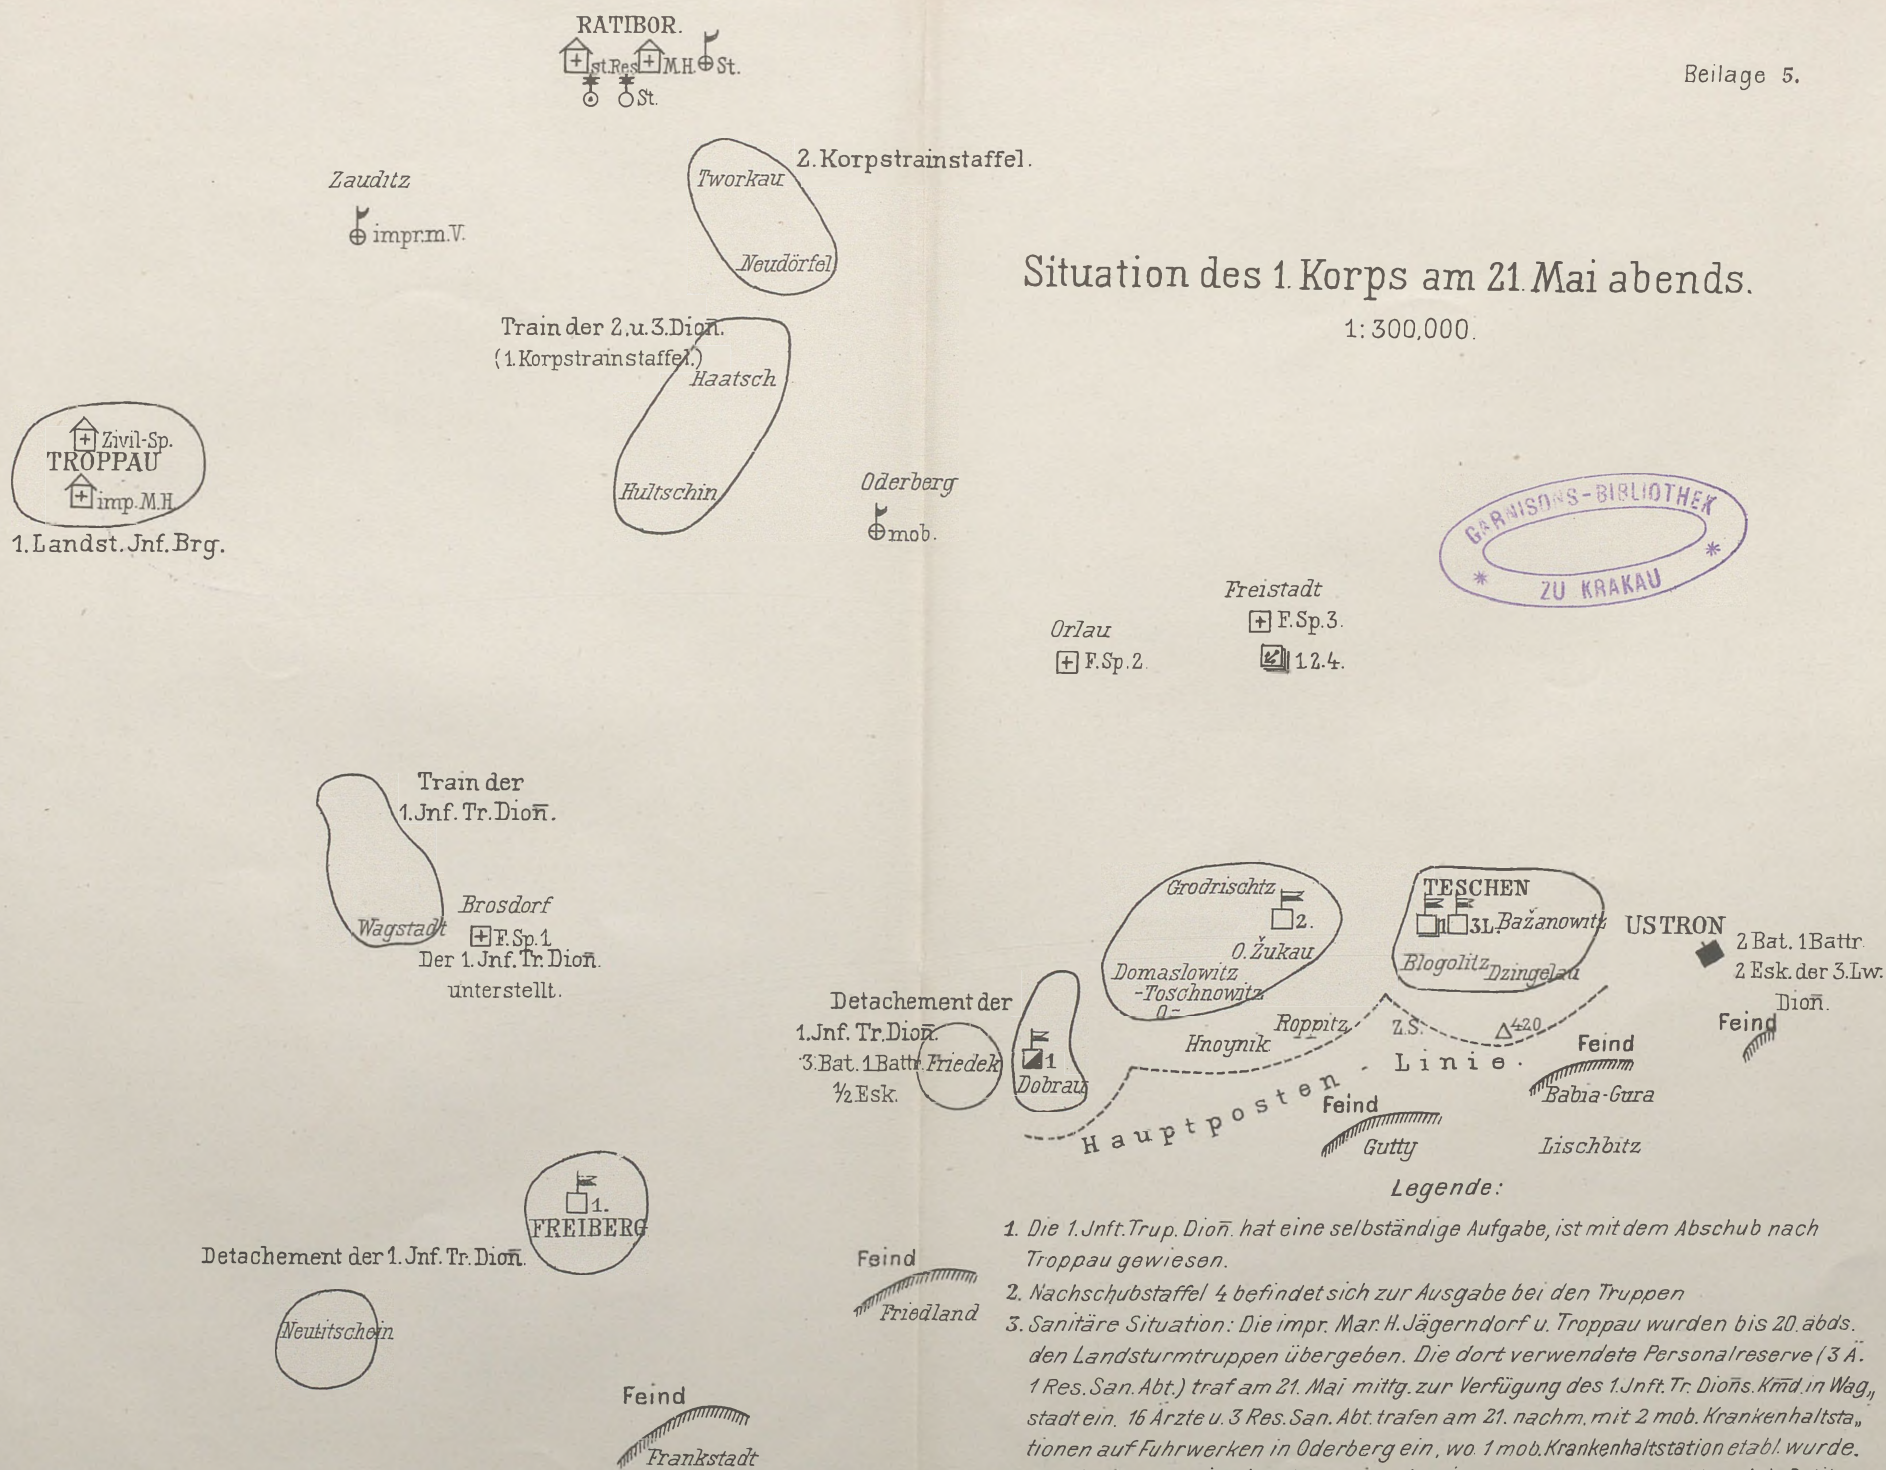 RATIBOR.
st.Res M.H. St.
St.
Beilage 5.
2.Korpstrainstaffel.
Tworkau
Neudörfel
Zauditz
impr.m.V.
Situation des 1. Korps am 21. Mai abends.
1:300,000.
Train der 2.u.3.Dion̄.
(1.Korpstrainstaffel.)
Haatsch
Hultschin
Zivil-Sp.
TROPPAU
imp.M.H.
1.Landst.Jnf.Brg.
Oderberg
mob.
GARNISONS-BIBLIOTHEK
ZU KRAKAU
Freistadt
F.Sp.3.
1.2.4.
Orlau
F.Sp.2.
Train der
1.Jnf.Tr.Dion̄.
Wagstadt
Brosdorf
F.Sp.1
Der 1.Jnf.Tr.Dion̄.
unterstellt.
Grodrischtz
2.
O.Žukau
Domaslowitz
-Toschnowitz
O-
TESCHEN
1 3L. Bažanowitz
Blogolitz Dzingelau
USTRON
2 Bat. 1 Battr.
2 Esk. der 3.Lw.
Dion̄.
Feind
Detachement der
1.Jnf.Tr.Dion̄.
3.Bat.1Battr.
½ Esk.
Friedek
1
Dobrau
Hnoynik
Roppitz
Z.S.
△420
Hauptposten - Linie.
Feind
Babia-Gura
Feind
Gutty
Lischbitz
1.
FREIBERG
Detachement der 1.Jnf.Tr.Dion̄.
Neutitschein
Feind
Friedland
Feind
Frankstadt
Legende:
1. Die 1.Jnft.Trup.Dion̄. hat eine selbständige Aufgabe, ist mit dem Abschub nach
Troppau gewiesen.
2. Nachschubstaffel 4 befindet sich zur Ausgabe bei den Truppen
3. Sanitäre Situation: Die impr. Mar. H. Jägerndorf u. Troppau wurden bis 20. abds.
den Landsturmtruppen übergeben. Die dort verwendete Personalreserve (3 Ä.
1 Res.San.Abt.) traf am 21. Mai mittg. zur Verfügung des 1.Jnft.Tr.Dion̄s.Km̄d. in Wag„
stadt ein. 16 Ärzte u. 3 Res.San.Abt. trafen am 21. nachm. mit 2 mob. Krankenhaltsta„
tionen auf Fuhrwerken in Oderberg ein, wo 1 mob. Krankenhaltstation etabl. wurde.